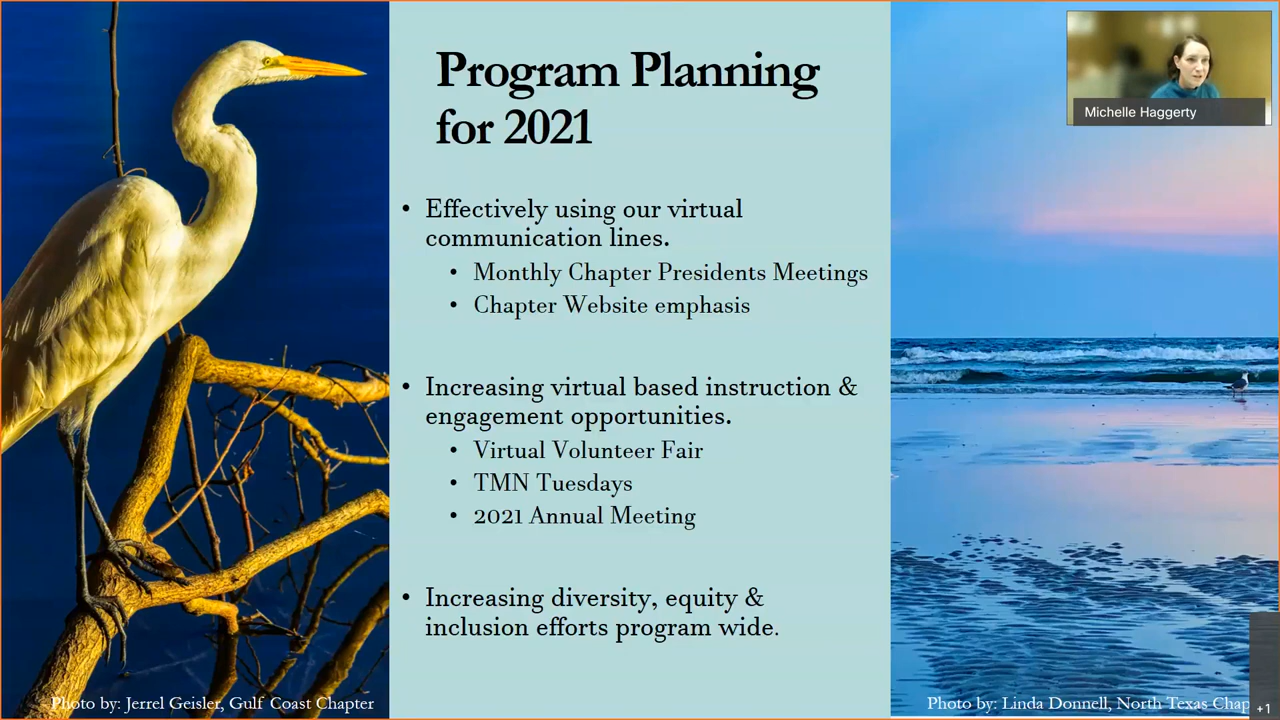 Program Planning
for 2021
Michelle Haggerty
• Effectively using our virtual
communication lines.
• Monthly Chapter Presidents Meetings
• Chapter Website emphasis
• Increasing virtual based instruction &
engagement opportunities.
• Virtual Volunteer Fair
• TMN Tuesdays
• 2021 Annual Meeting
• Increasing diversity, equity &
inclusion efforts program wide.
Photo by: Jerrel Geisler, Gulf Coast Chapter
Photo by: Linda Donnell, North Texas Chap
+1